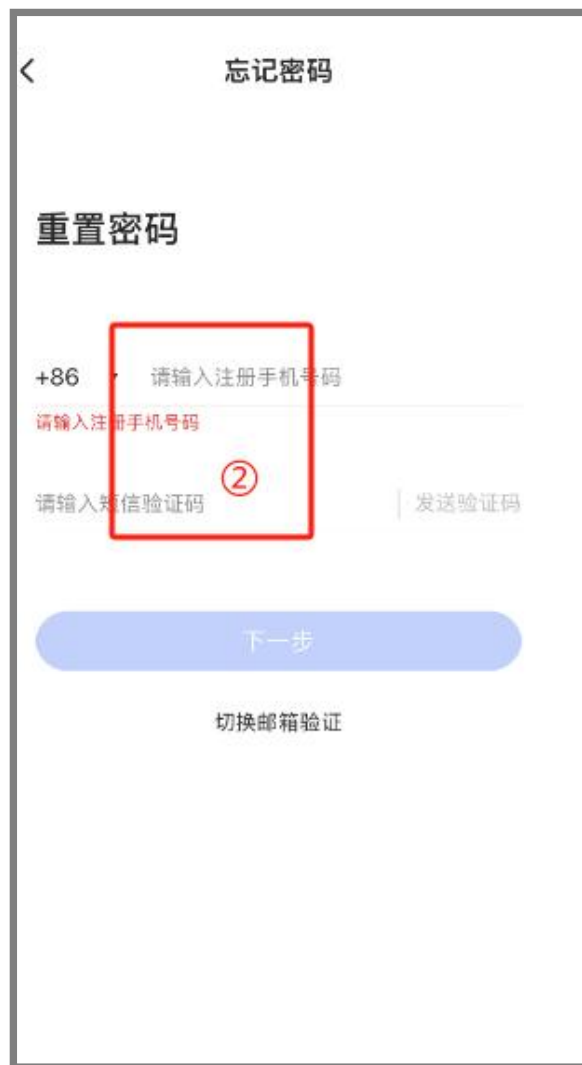 忘记密码
重置密码
+86 请输入注册手机号码
请输入注册手机号码
②
请输入短信验证码 发送验证码
下一步
切换邮箱验证